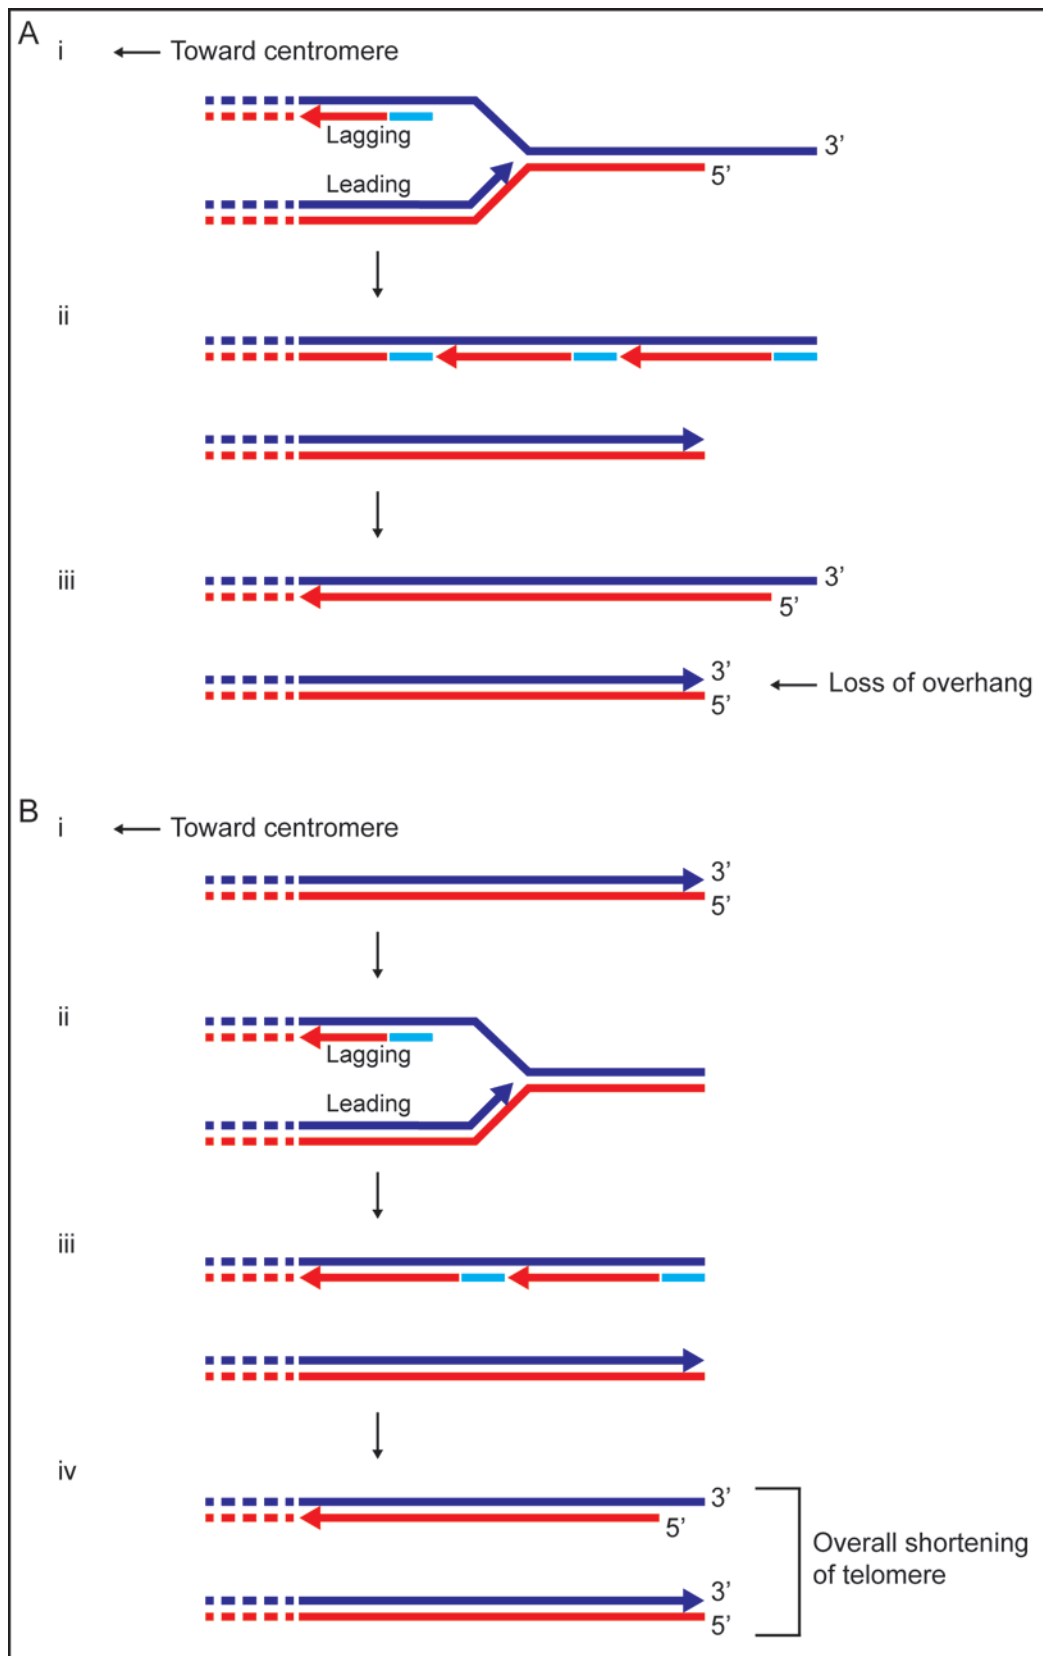 A
i
Toward centromere
Lagging
3’
Leading
5’
ii
iii
3’
5’
3’
Loss of overhang
5’
B
i
Toward centromere
3’
5’
ii
Lagging
Leading
iii
iv
3’
5’
Overall shortening
of telomere
3’
5’